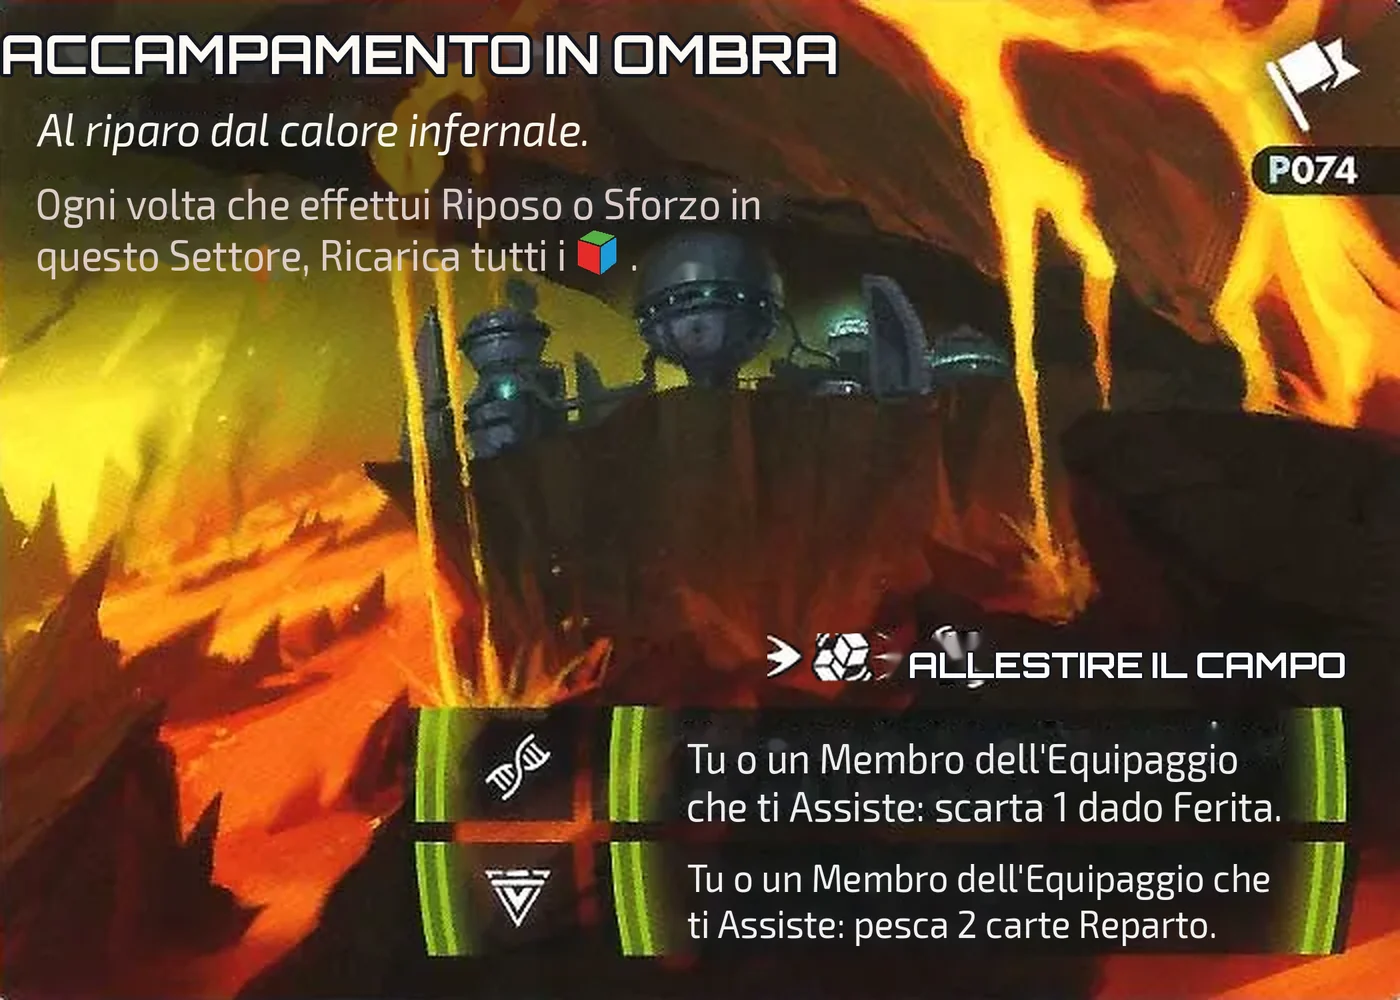 ACCAMPAMENTO IN OMBRA
Al riparo dal calore infernale.
P074
Ogni volta che effettui Riposo o Sforzo in
questo Settore, Ricarica tutti i .
ALLESTIRE IL CAMPO
Tu o un Membro dell'Equipaggio
che ti Assiste: scarta 1 dado Ferita.
Tu o un Membro dell'Equipaggio che
ti Assiste: pesca 2 carte Reparto.